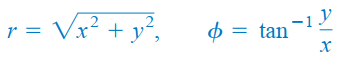 r = √(x² + y²), ϕ = tan⁻¹ y/x